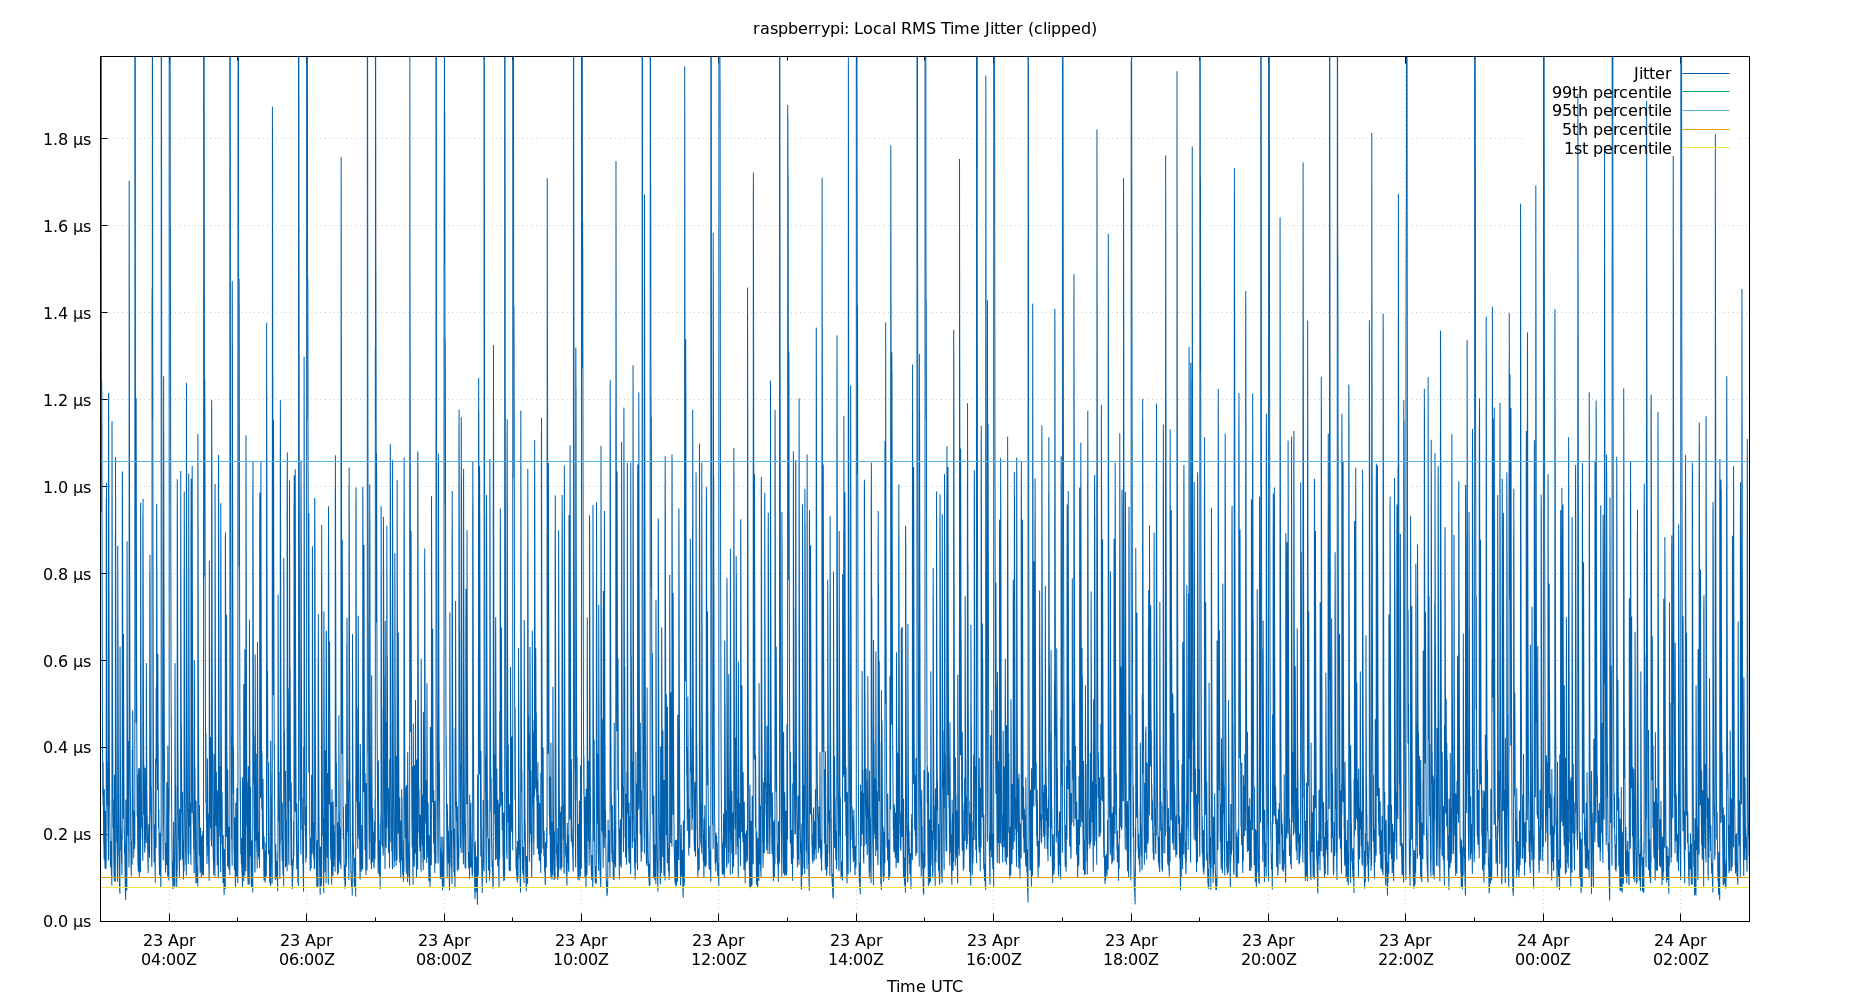 raspberrypi: Local RMS Time Jitter (clipped)
Jitter
99th percentile
95th percentile
5th percentile
1st percentile
1.8 µs
1.6 µs
1.4 µs
1.2 µs
1.0 µs
0.8 µs
0.6 µs
0.4 µs
0.2 µs
0.0 µs
23 Apr 23 Apr 23 Apr 23 Apr 23 Apr 23 Apr 23 Apr 23 Apr 23 Apr 23 Apr 24 Apr 24 Apr
04:00Z 06:00Z 08:00Z 10:00Z 12:00Z 14:00Z 16:00Z 18:00Z 20:00Z 22:00Z 00:00Z 02:00Z
Time UTC